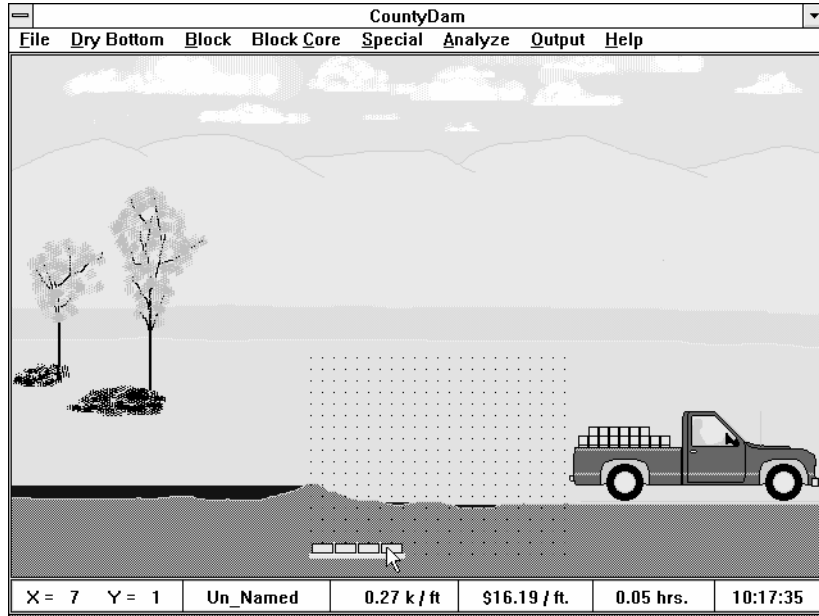 CountyDam
File Dry Bottom Block Block Core Special Analyze Output Help
X = 7 Y = 1 Un_Named 0.27 k / ft $16.19 / ft. 0.05 hrs. 10:17:35